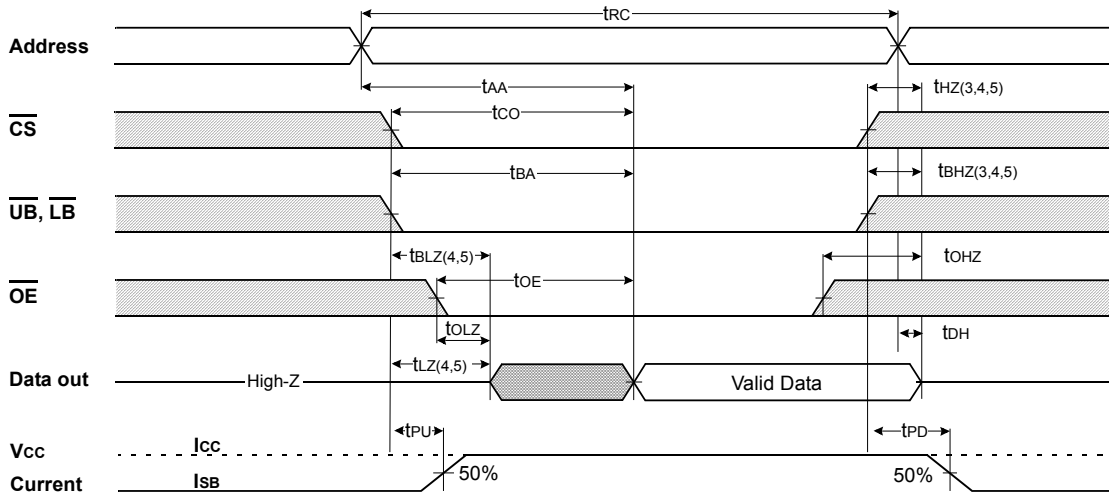 tRC
Address
tAA
tHZ(3,4,5)
CS
tCO
tBA
tBHZ(3,4,5)
UB, LB
tBLZ(4,5)
tOE
tOHZ
OE
tOLZ
tDH
tLZ(4,5)
Data out
High-Z
Valid Data
tPU
tPD
VCC
ICC
50%
50%
Current
ISB